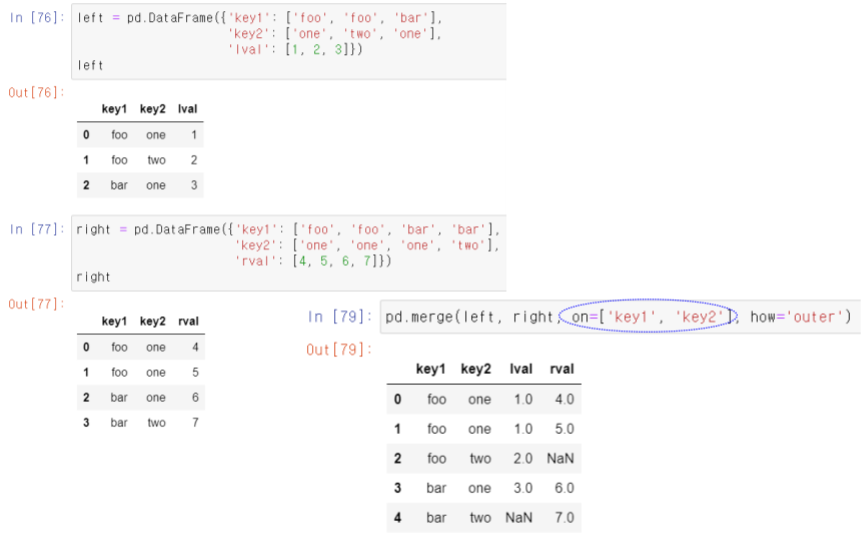 In [76]: left = pd.DataFrame({'key1': ['foo', 'foo', 'bar'],
'key2': ['one', 'two', 'one'],
'lval': [1, 2, 3]})
left
Out[76]:
key1 key2 lval
0 foo one 1
1 foo two 2
2 bar one 3
In [77]: right = pd.DataFrame({'key1': ['foo', 'foo', 'bar', 'bar'],
'key2': ['one', 'one', 'one', 'two'],
'rval': [4, 5, 6, 7]})
right
Out[77]:
key1 key2 rval
0 foo one 4
1 foo one 5
2 bar one 6
3 bar two 7
In [79]: pd.merge(left, right, on=['key1', 'key2'], how='outer')
Out[79]:
key1 key2 lval rval
0 foo one 1.0 4.0
1 foo one 1.0 5.0
2 foo two 2.0 NaN
3 bar one 3.0 6.0
4 bar two NaN 7.0